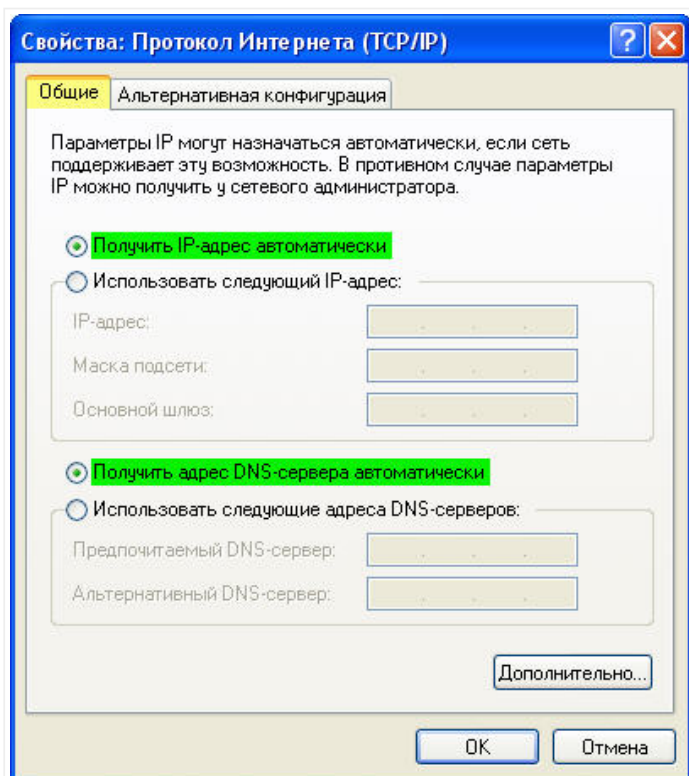 Свойства: Протокол Интернета (TCP/IP)
Общие
Альтернативная конфигурация
Параметры IP могут назначаться автоматически, если сеть
поддерживает эту возможность. В противном случае параметры
IP можно получить у сетевого администратора.
Получить IP-адрес автоматически
Использовать следующий IP-адрес:
IP-адрес:
Маска подсети:
Основной шлюз:
Получить адрес DNS-сервера автоматически
Использовать следующие адреса DNS-серверов:
Предпочитаемый DNS-сервер:
Альтернативный DNS-сервер:
Дополнительно...
OK
Отмена